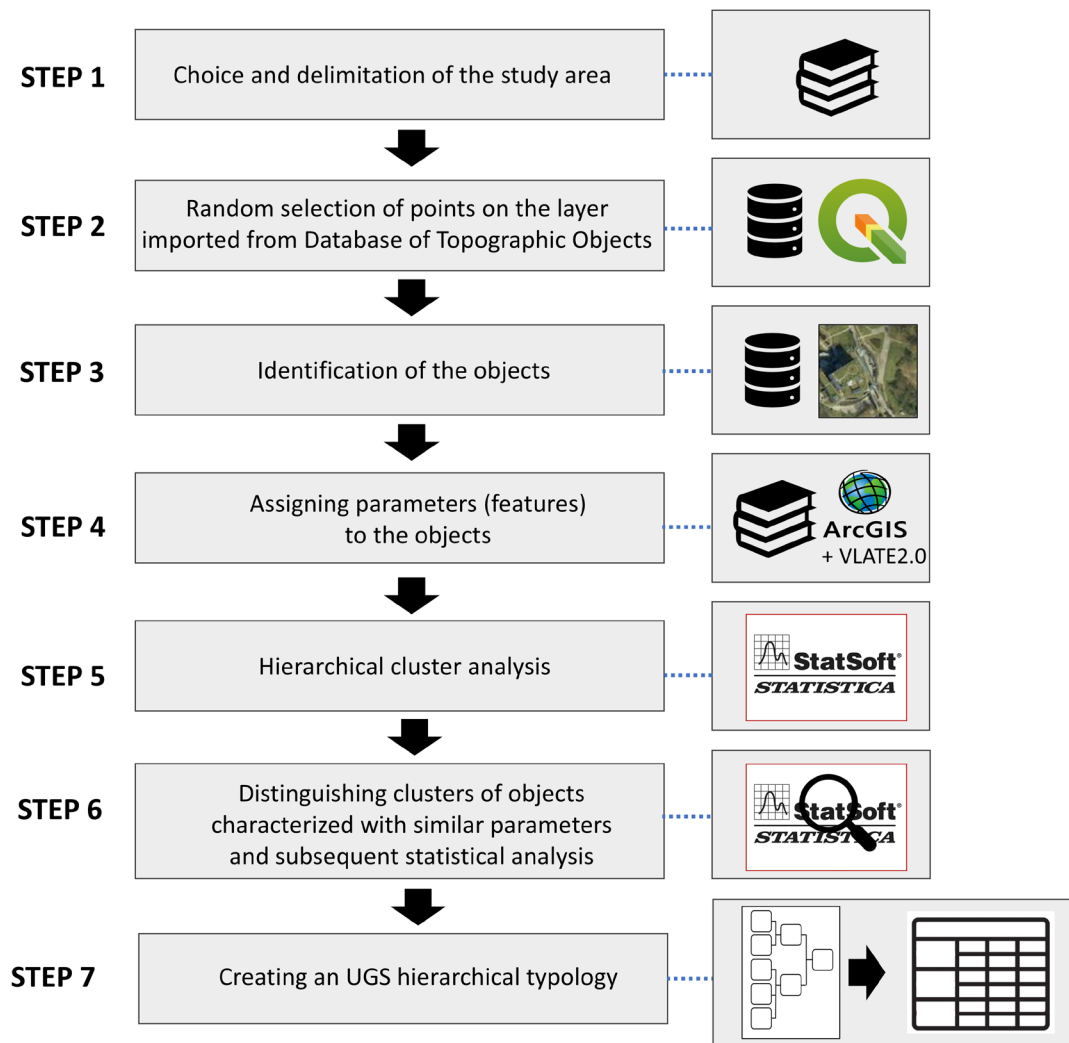 STEP 1
Choice and delimitation of the study area
STEP 2
Random selection of points on the layer
imported from Database of Topographic Objects
STEP 3
Identification of the objects
STEP 4
Assigning parameters (features)
to the objects
ArcGIS
+ VLATE2.0
STEP 5
Hierarchical cluster analysis
StatSoft®
STATISTICA
STEP 6
Distinguishing clusters of objects
characterized with similar parameters
and subsequent statistical analysis
StatSoft®
STATISTICA
STEP 7
Creating an UGS hierarchical typology